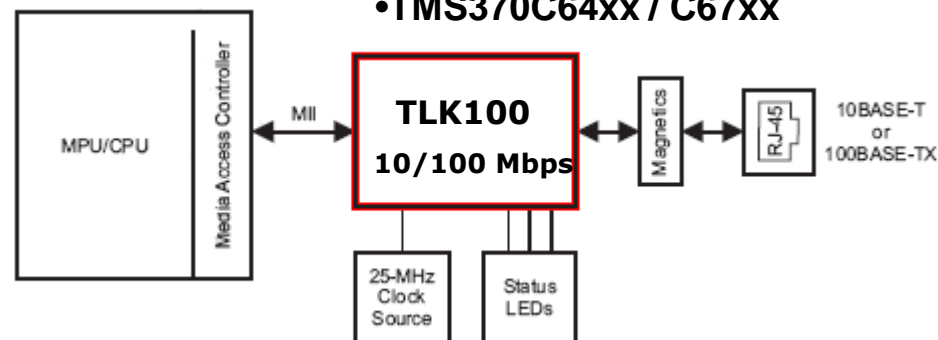 •TMS370C64xx / C67xx
MPU/CPU
Media Access Controller
MII
TLK100
10/100 Mbps
Magnetics
RJ-45
10BASE-T
or
100BASE-TX
25-MHz
Clock
Source
Status
LEDs